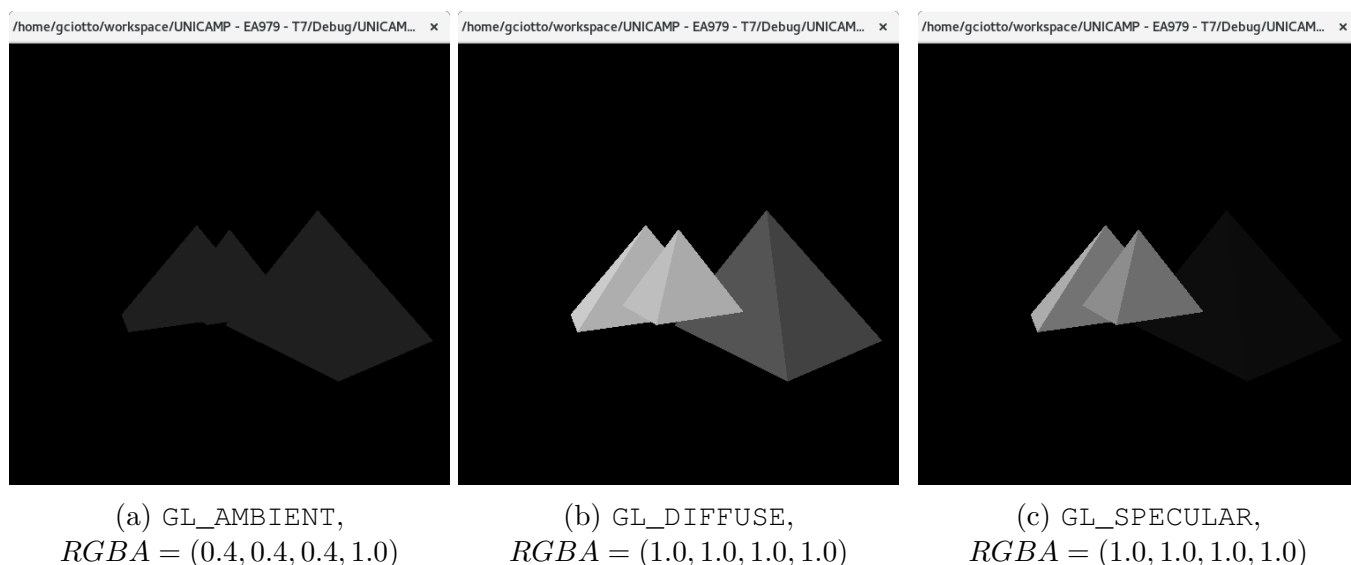 /home/gciotto/workspace/UNICAMP - EA979 - T7/Debug/UNICAM... ×
/home/gciotto/workspace/UNICAMP - EA979 - T7/Debug/UNICAM... ×
/home/gciotto/workspace/UNICAMP - EA979 - T7/Debug/UNICAM... ×
(a) GL_AMBIENT,
RGBA = (0.4, 0.4, 0.4, 1.0)
(b) GL_DIFFUSE,
RGBA = (1.0, 1.0, 1.0, 1.0)
(c) GL_SPECULAR,
RGBA = (1.0, 1.0, 1.0, 1.0)